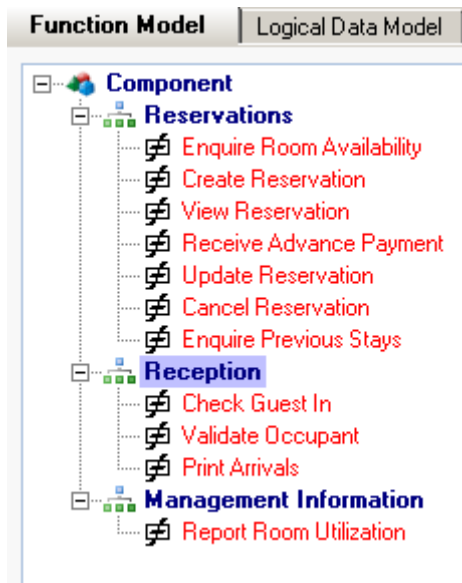 Function Model Logical Data Model
Component
Reservations
Enquire Room Availability
Create Reservation
View Reservation
Receive Advance Payment
Update Reservation
Cancel Reservation
Enquire Previous Stays
Reception
Check Guest In
Validate Occupant
Print Arrivals
Management Information
Report Room Utilization